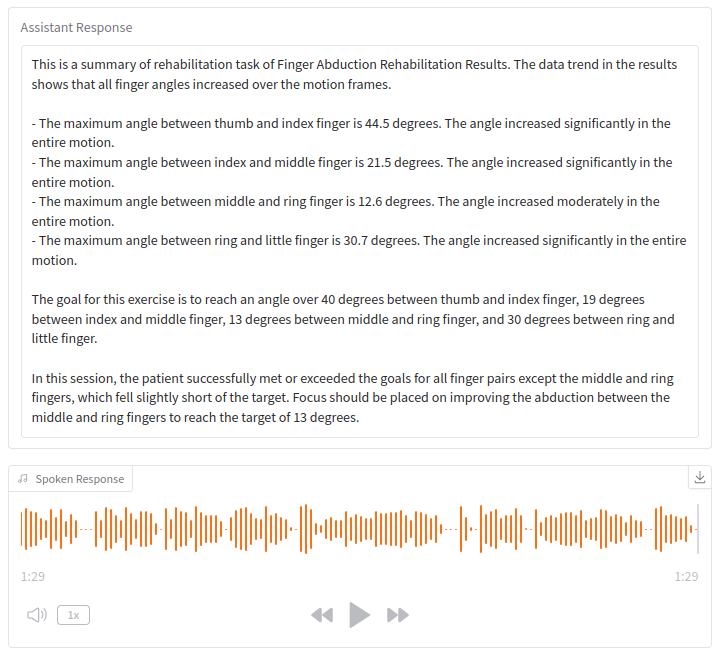 Assistant Response
This is a summary of rehabilitation task of Finger Abduction Rehabilitation Results. The data trend in the results
shows that all finger angles increased over the motion frames.
- The maximum angle between thumb and index finger is 44.5 degrees. The angle increased significantly in the
entire motion.
- The maximum angle between index and middle finger is 21.5 degrees. The angle increased significantly in the
entire motion.
- The maximum angle between middle and ring finger is 12.6 degrees. The angle increased moderately in the
entire motion.
- The maximum angle between ring and little finger is 30.7 degrees. The angle increased significantly in the entire
motion.
The goal for this exercise is to reach an angle over 40 degrees between thumb and index finger, 19 degrees
between index and middle finger, 13 degrees between middle and ring finger, and 30 degrees between ring and
little finger.
In this session, the patient successfully met or exceeded the goals for all finger pairs except the middle and ring
fingers, which fell slightly short of the target. Focus should be placed on improving the abduction between the
middle and ring fingers to reach the target of 13 degrees.
Spoken Response
1:29 1:29
1x